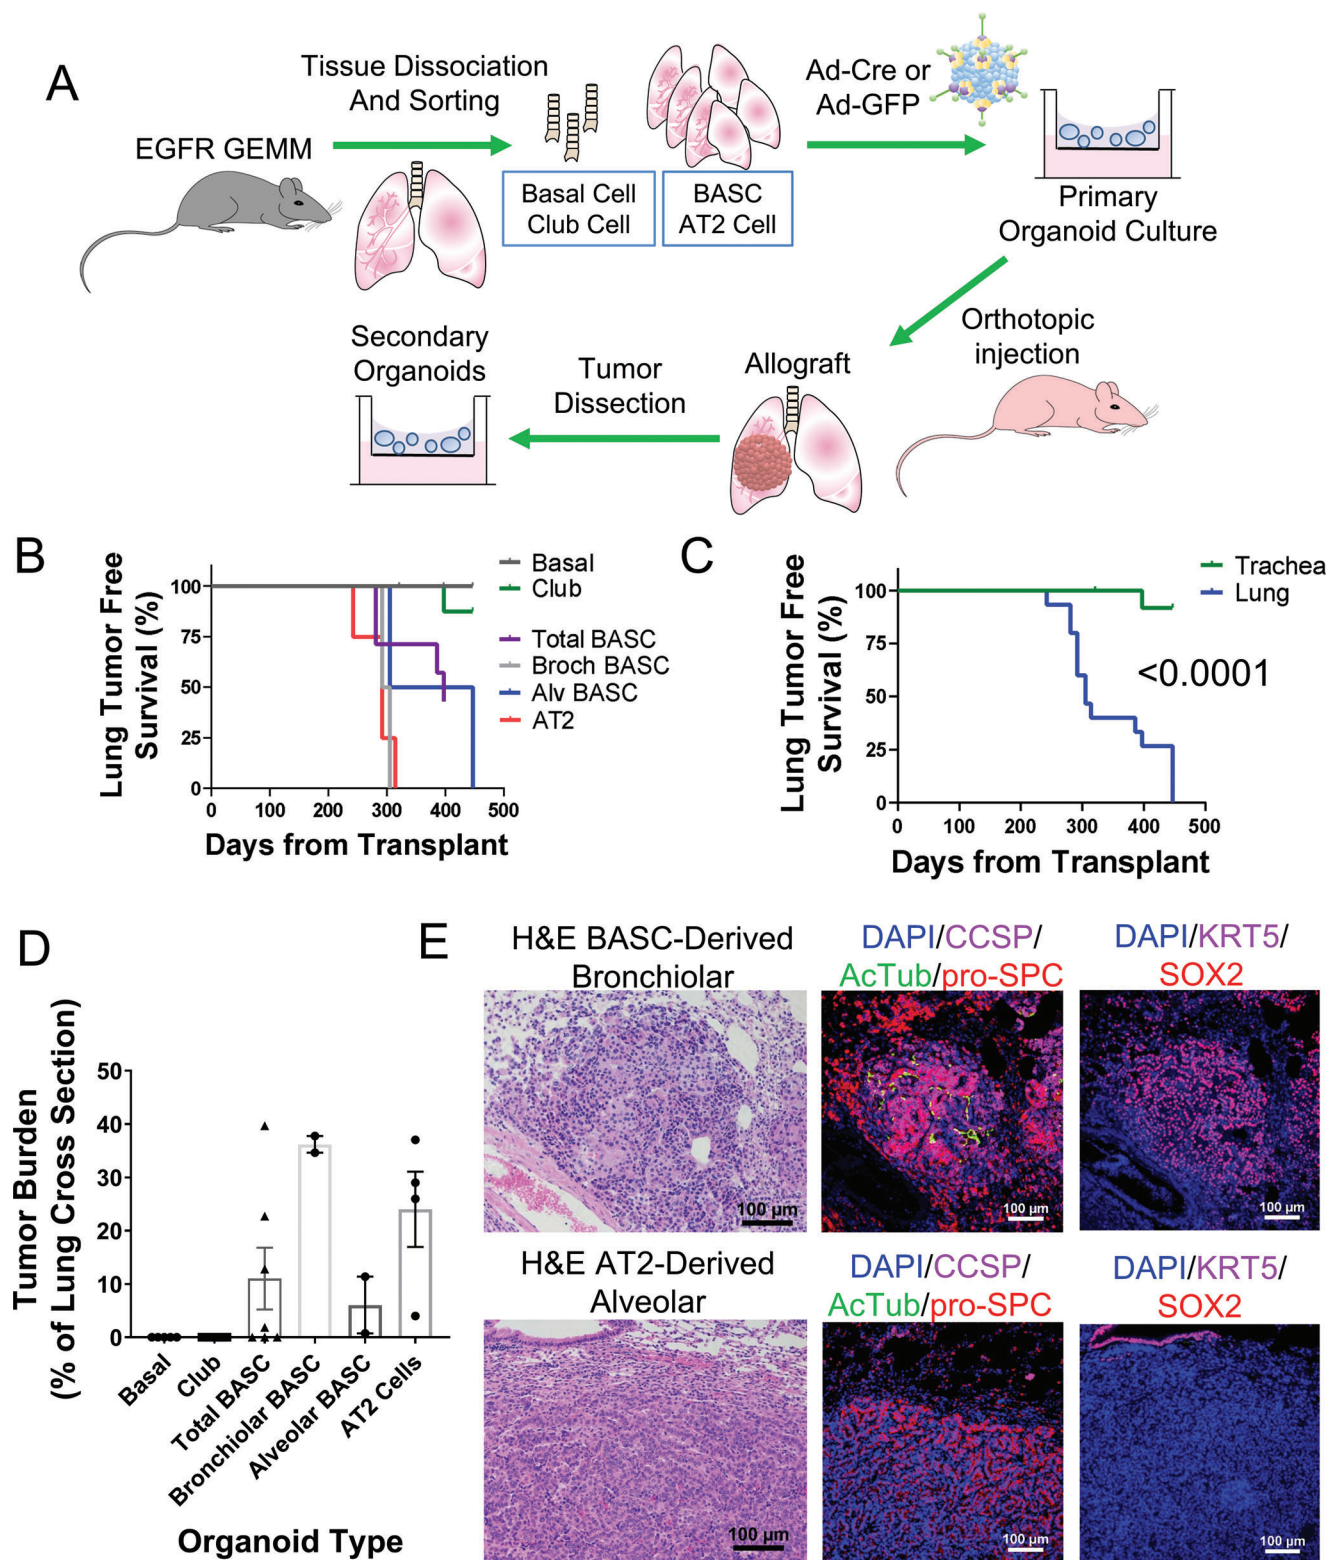 A
EGFR GEMM
Tissue Dissociation
And Sorting
Basal Cell
Club Cell
BASC
AT2 Cell
Ad-Cre or
Ad-GFP
Primary
Organoid Culture
Orthotopic
injection
Allograft
Tumor
Dissection
Secondary
Organoids
B
Lung Tumor Free
Survival (%)
100
75
50
25
0
0 100 200 300 400 500
Days from Transplant
Basal
Club
Total BASC
Broch BASC
Alv BASC
AT2
C
Lung Tumor Free
Survival (%)
100
75
50
25
0
0 100 200 300 400 500
Days from Transplant
Trachea
Lung
<0.0001
D
Tumor Burden
(% of Lung Cross Section)
50
40
30
20
10
0
Basal
Club
Total BASC
Bronchiolar BASC
Alveolar BASC
AT2 Cells
Organoid Type
E
H&E BASC-Derived
Bronchiolar
100 µm
DAPI/CCSP/
AcTub/pro-SPC
100 µm
DAPI/KRT5/
SOX2
100 µm
H&E AT2-Derived
Alveolar
100 µm
DAPI/CCSP/
AcTub/pro-SPC
100 µm
DAPI/KRT5/
SOX2
100 µm